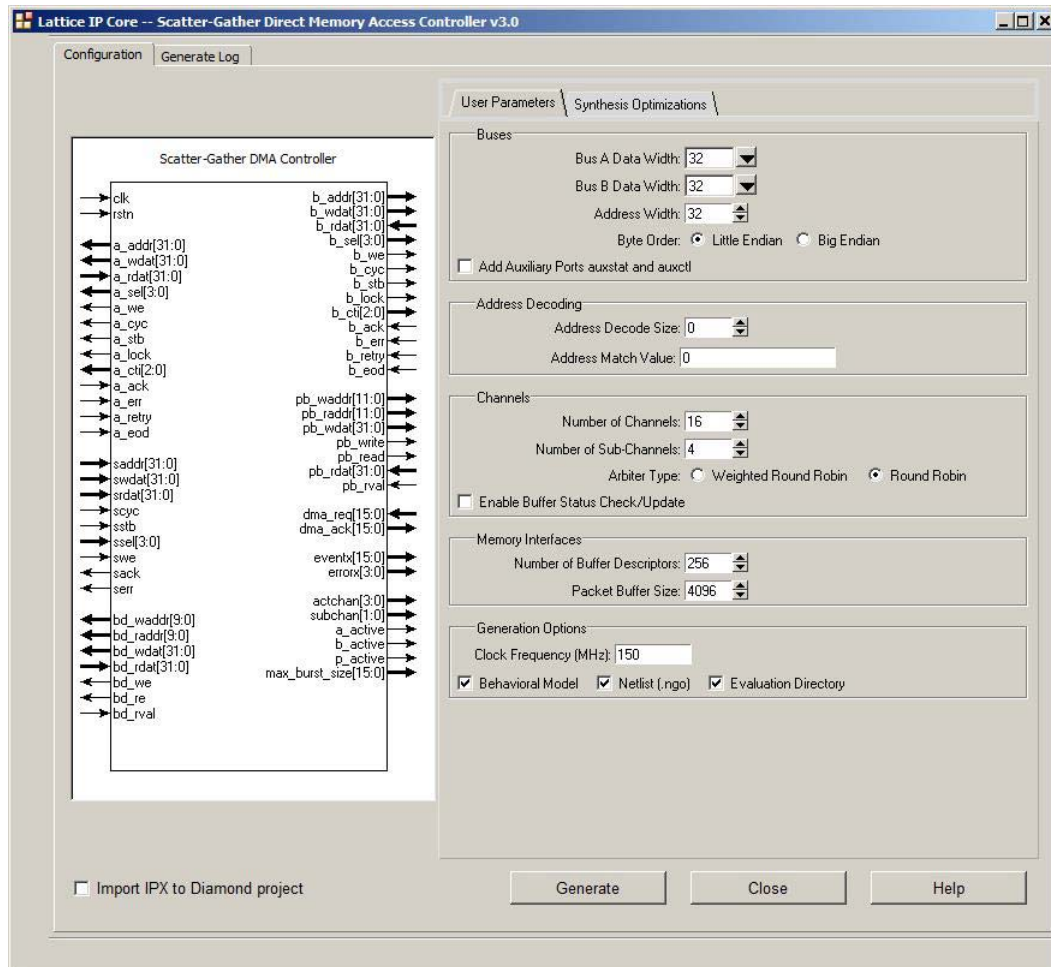 Lattice IP Core -- Scatter-Gather Direct Memory Access Controller v3.0
Configuration
Generate Log
Scatter-Gather DMA Controller
clk
rstn
a_addr[31:0]
a_wdat[31:0]
a_rdat[31:0]
a_sel[3:0]
a_we
a_cyc
a_stb
a_lock
a_cti[2:0]
a_ack
a_err
a_retry
a_eod
saddr[31:0]
swdat[31:0]
srdat[31:0]
scyc
sstb
ssel[3:0]
swe
sack
serr
bd_waddr[9:0]
bd_raddr[9:0]
bd_wdat[31:0]
bd_rdat[31:0]
bd_we
bd_re
bd_rval
b_addr[31:0]
b_wdat[31:0]
b_rdat[31:0]
b_sel[3:0]
b_we
b_cyc
b_stb
b_lock
b_cti[2:0]
b_ack
b_err
b_retry
b_eod
pb_waddr[11:0]
pb_raddr[11:0]
pb_wdat[31:0]
pb_write
pb_read
pb_rdat[31:0]
pb_rval
dma_req[15:0]
dma_ack[15:0]
eventx[15:0]
errorx[3:0]
actchan[3:0]
subchan[1:0]
a_active
b_active
p_active
max_burst_size[15:0]
User Parameters
Synthesis Optimizations
Buses
Bus A Data Width: 32
Bus B Data Width: 32
Address Width: 32
Byte Order: Little Endian Big Endian
Add Auxiliary Ports auxstat and auxctl
Address Decoding
Address Decode Size: 0
Address Match Value: 0
Channels
Number of Channels: 16
Number of Sub-Channels: 4
Arbiter Type: Weighted Round Robin Round Robin
Enable Buffer Status Check/Update
Memory Interfaces
Number of Buffer Descriptors: 256
Packet Buffer Size: 4096
Generation Options
Clock Frequency (MHz): 150
Behavioral Model Netlist (.ngo) Evaluation Directory
Import IPX to Diamond project
Generate
Close
Help